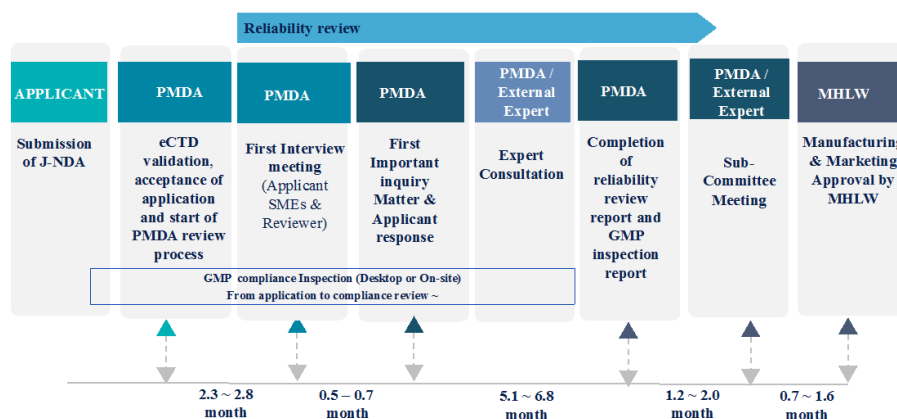 Reliability review
APPLICANT
PMDA
PMDA
PMDA
PMDA /
External
Expert
PMDA
PMDA /
External
Expert
MHLW
Submission
of J-NDA
eCTD
validation,
acceptance of
application
and start of
PMDA review
process
First Interview
meeting
(Applicant
SMEs &
Reviewer)
First
Important
inquiry
Matter &
Applicant
response
Expert
Consultation
Completion
of
reliability
review
report and
GMP
inspection
report
Sub-
Committee
Meeting
Manufacturing
& Marketing
Approval by
MHLW
GMP compliance Inspection (Desktop or On-site)
From application to compliance review ~
2.3 ~ 2.8
month
0.5 – 0.7
month
5.1 ~ 6.8
month
1.2 ~ 2.0
month
0.7 ~ 1.6
month